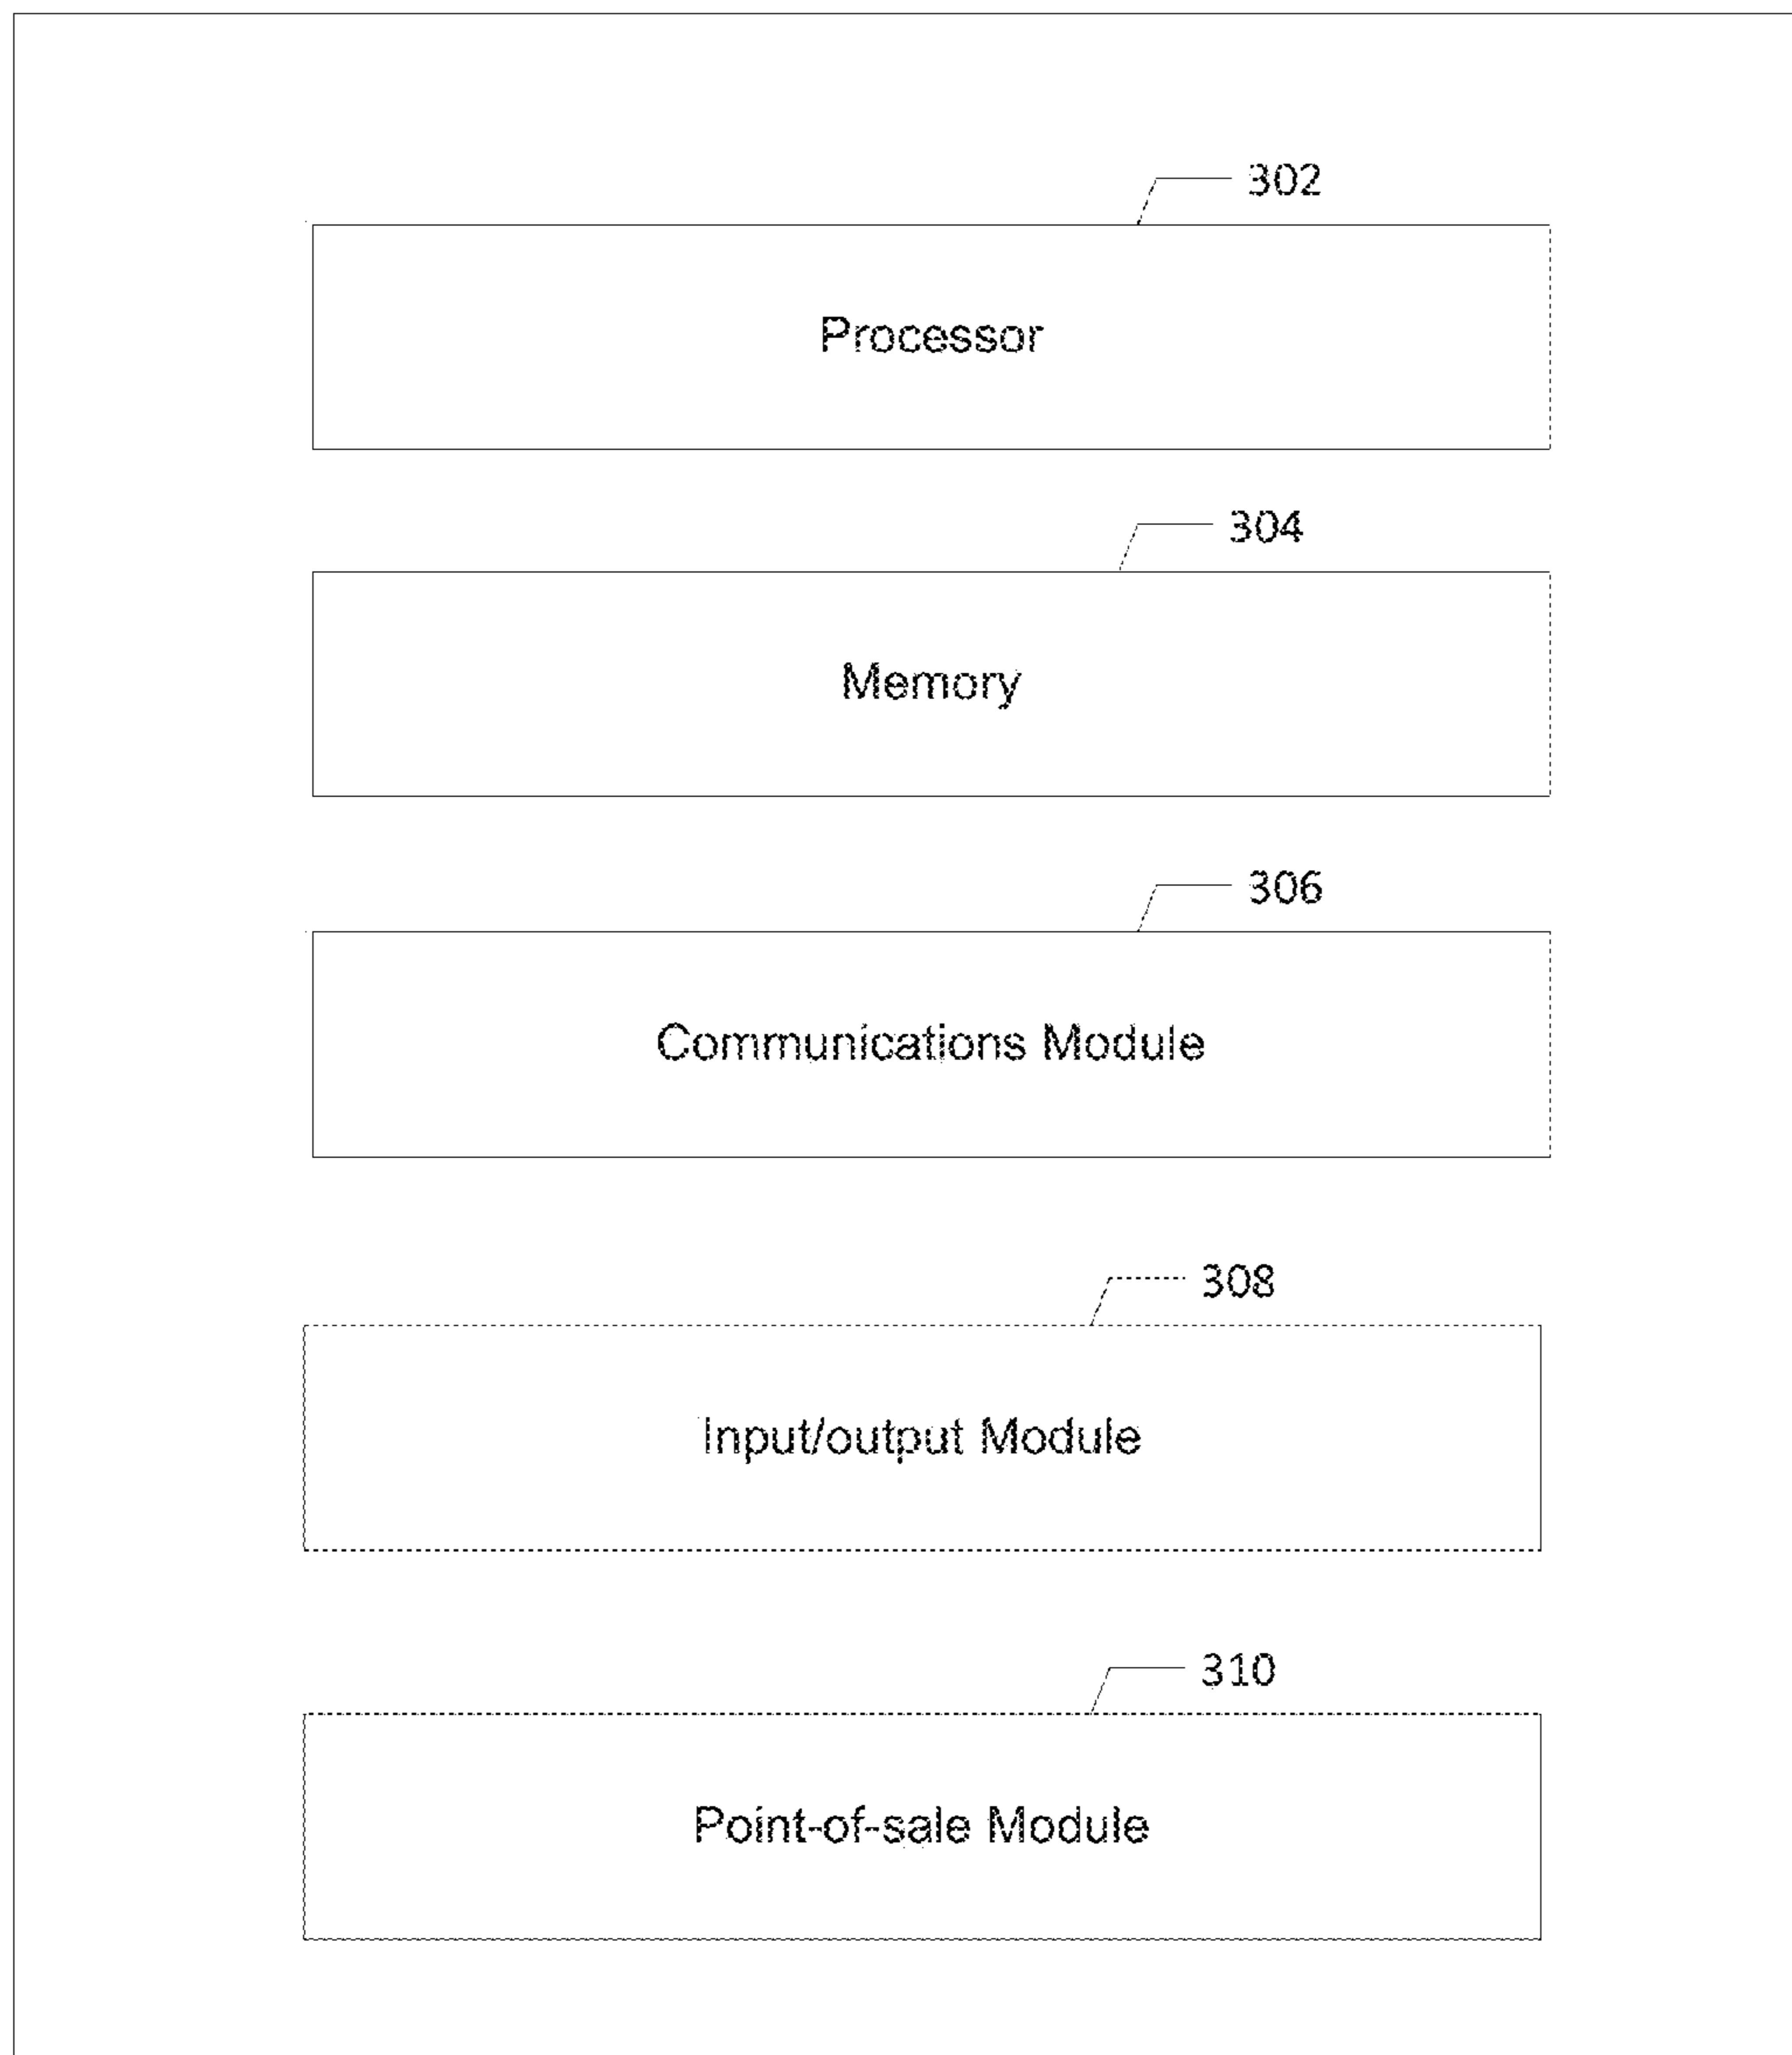 302
Processor
304
Memory
306
Communications Module
308
Input/output Module
310
Point-of-sale Module